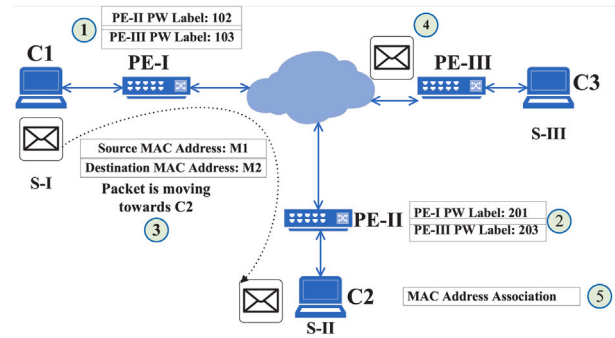 1
PE-II PW Label: 102
PE-III PW Label: 103
4
C1
PE-I
PE-III
C3
S-I
S-III
Source MAC Address: M1
Destination MAC Address: M2
Packet is moving
towards C2
3
PE-II
PE-I PW Label: 201
PE-III PW Label: 203
2
C2
S-II
MAC Address Association
5